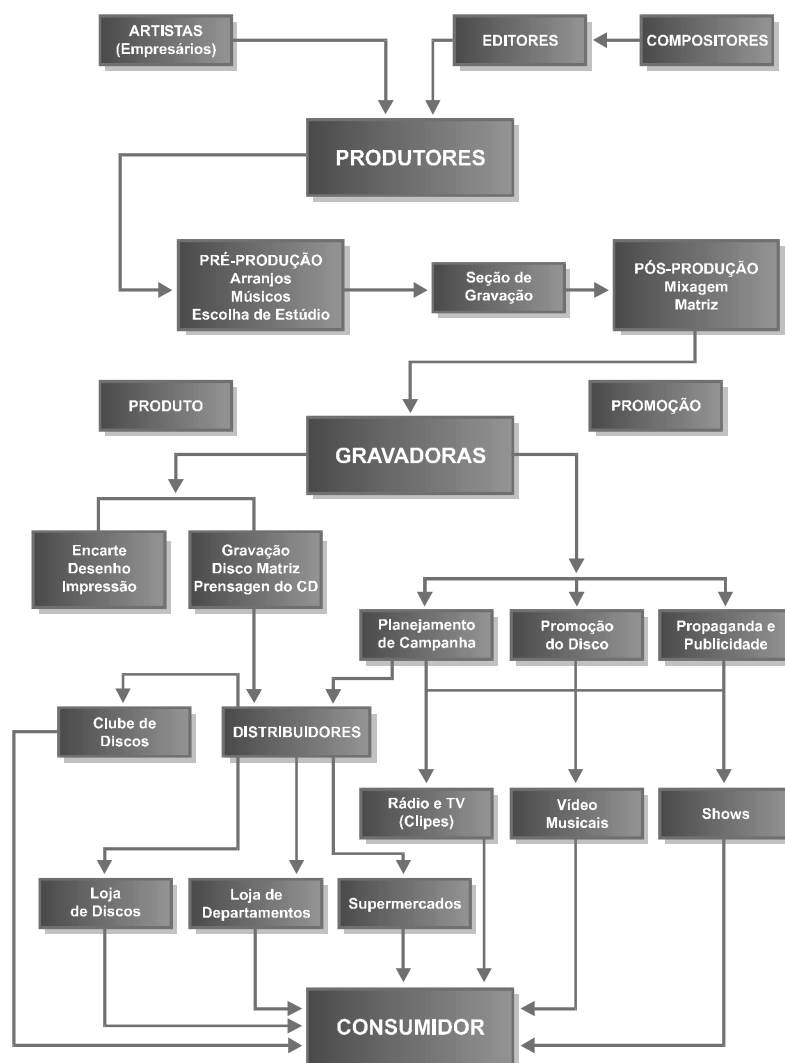 ARTISTAS
(Empresários)
EDITORES
COMPOSITORES
PRODUTORES
PRÉ-PRODUÇÃO
Arranjos
Músicos
Escolha de Estúdio
Seção de
Gravação
PÓS-PRODUÇÃO
Mixagem
Matriz
PRODUTO
PROMOÇÃO
GRAVADORAS
Encarte
Desenho
Impressão
Gravação
Disco Matriz
Prensagen do CD
Planejamento
de Campanha
Promoção
do Disco
Propaganda e
Publicidade
Clube de
Discos
DISTRIBUIDORES
Rádio e TV
(Clipes)
Vídeo
Musicais
Shows
Loja
de Discos
Loja de
Departamentos
Supermercados
CONSUMIDOR